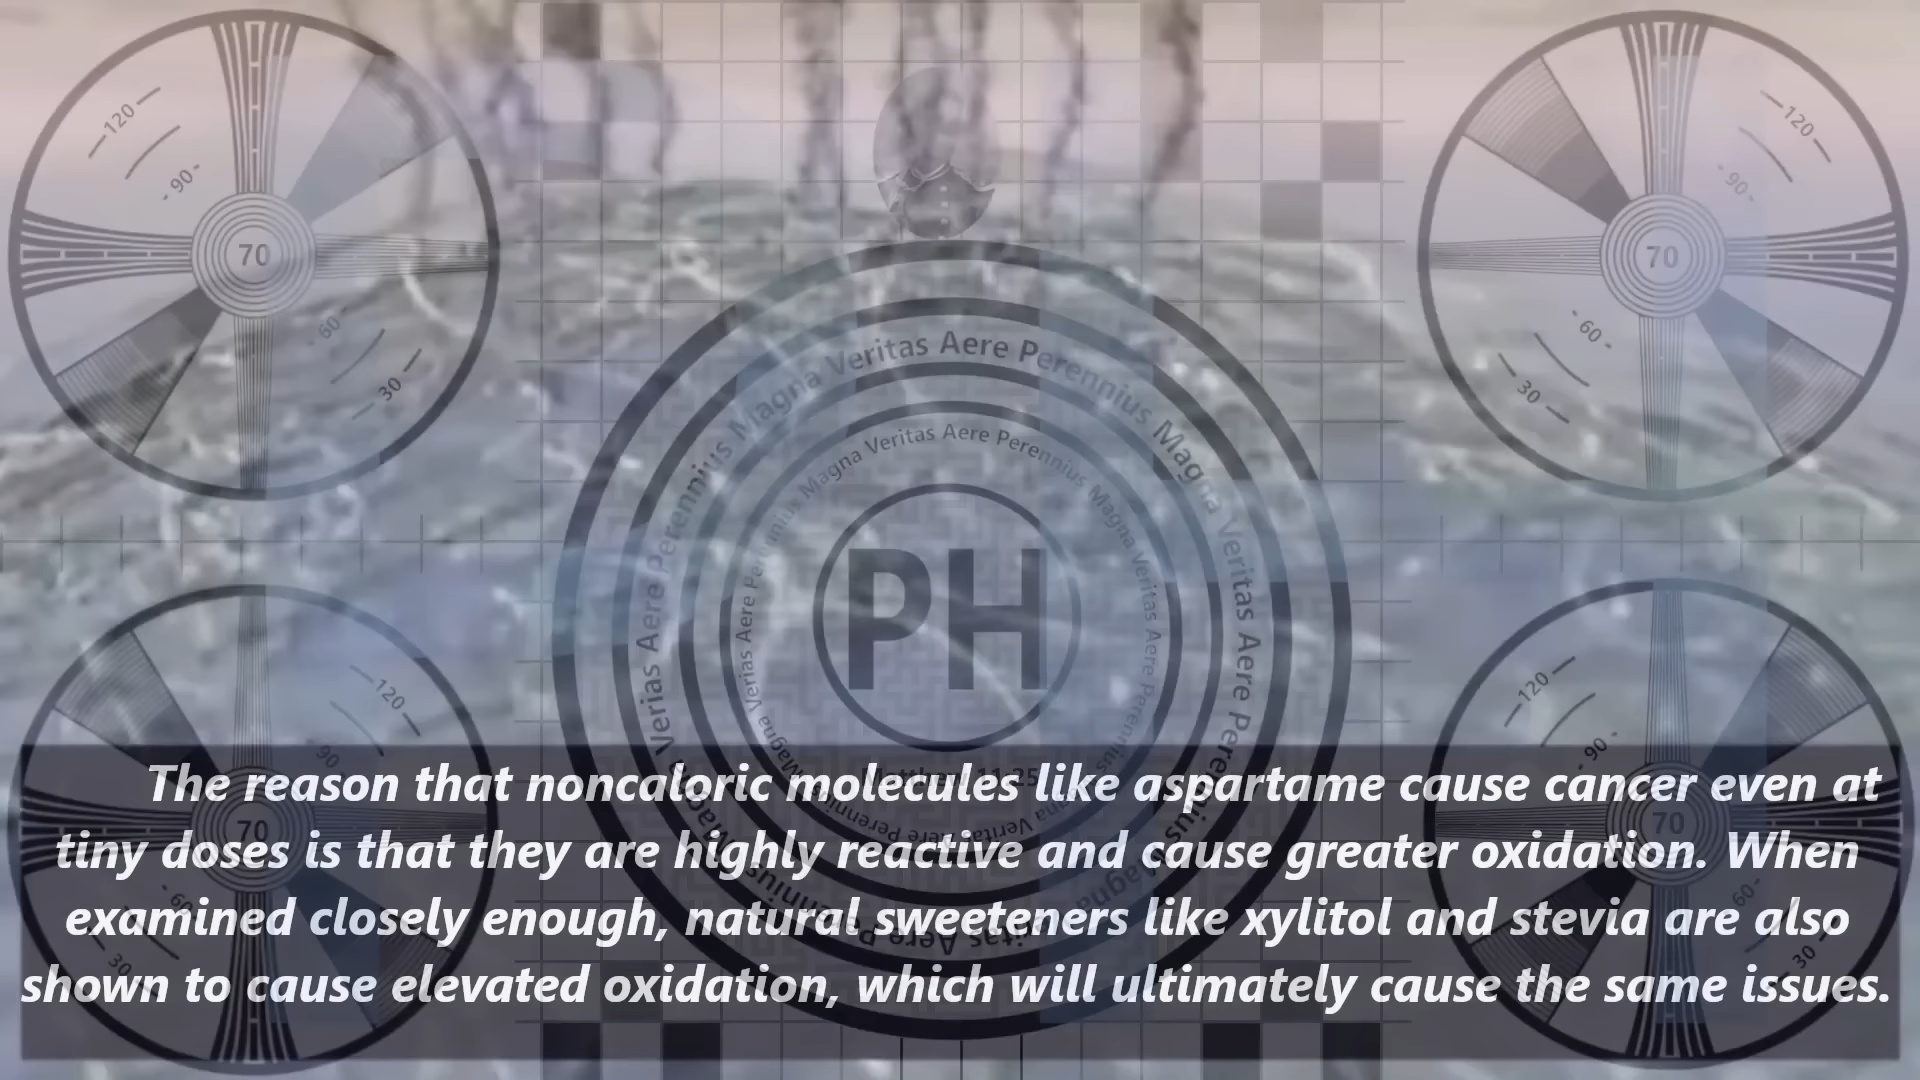 120
90
70
60
30
120
90
70
60
30
Magna Veritas Aere Perennius Magna Veritas Aere Perennius Magna
Magna Veritas Aere Perennius Magna Veritas Aere Perennius
PH
120
90
70
60
30
120
90
70
60
30
The reason that noncaloric molecules like aspartame cause cancer even at
tiny doses is that they are highly reactive and cause greater oxidation. When
examined closely enough, natural sweeteners like xylitol and stevia are also
shown to cause elevated oxidation, which will ultimately cause the same issues.